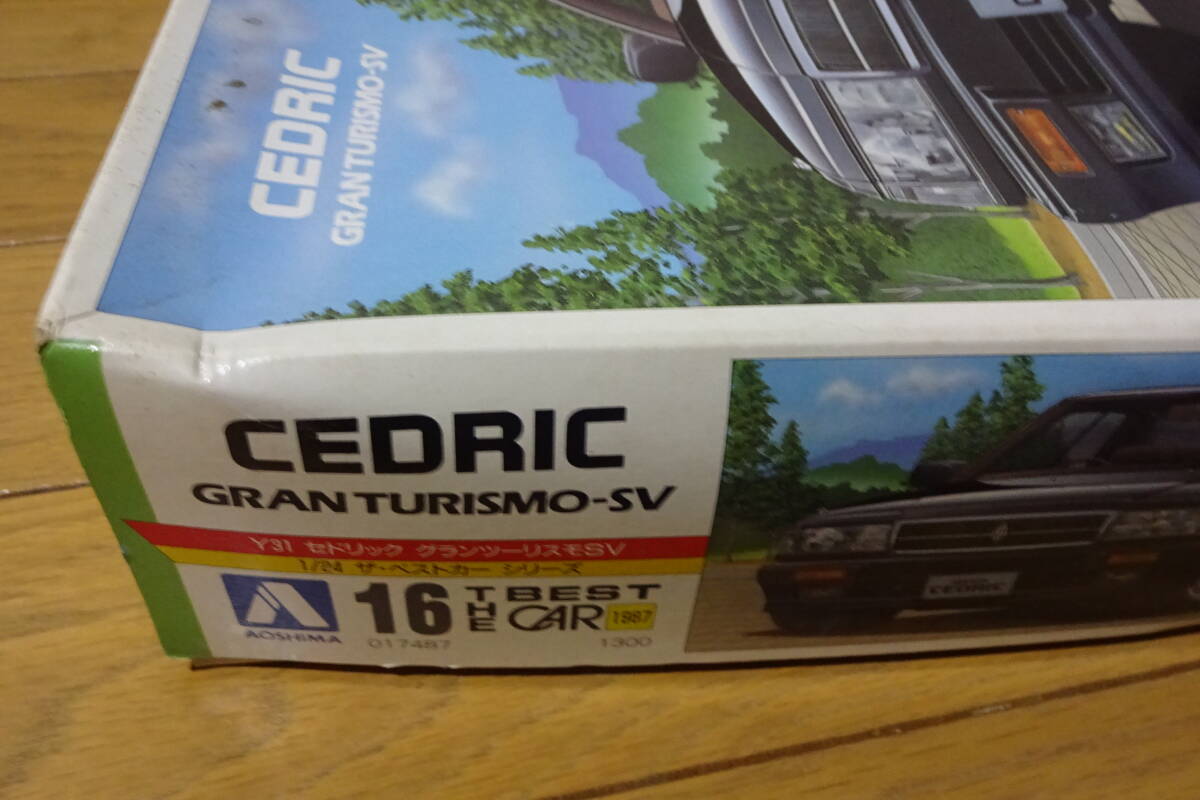 CEDRIC
GRAN TURISMO-SV
CEDRIC
GRAN TURISMO-SV
Y31 セドリック グランツーリスモSV
1/24 ザ・ベストカー シリーズ
AOSHIMA
16
THE BEST CAR
1987
017487
1300
CEDRIC